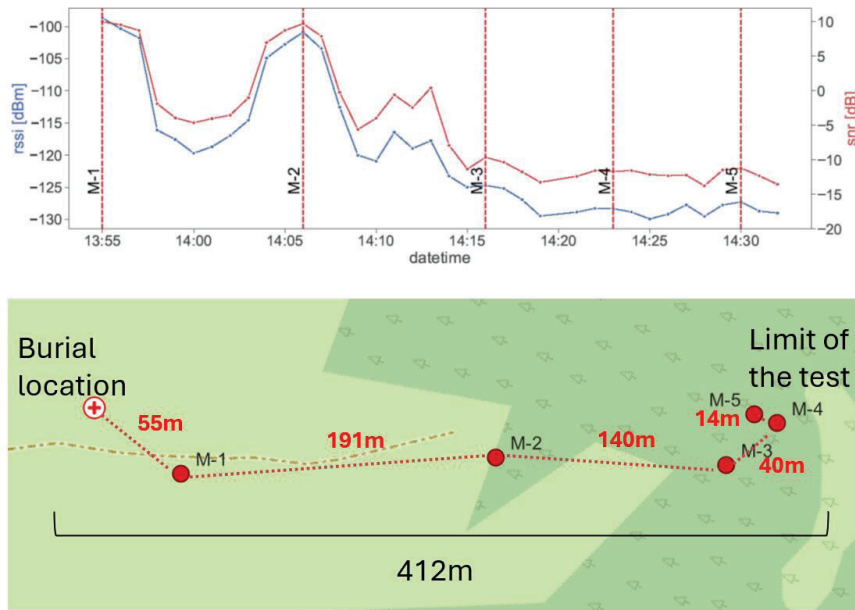 −100
−105
−110
−115
−120
−125
−130
rssi [dBm]
10
5
0
−5
−10
−15
−20
snr [dB]
M-1
M-2
M-3
M-4
M-5
13:55
14:00
14:05
14:10
14:15
14:20
14:25
14:30
datetime
Burial
location
Limit of
the test
55m
M-1
191m
M-2
140m
M-3
40m
M-4
14m
M-5
412m